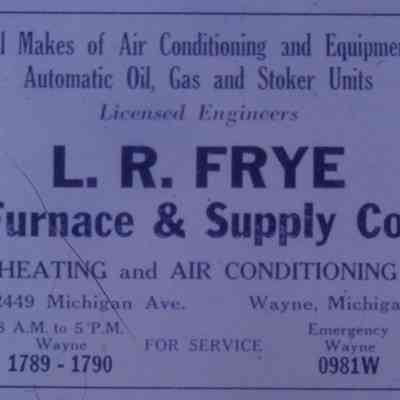 l Makes of Air Conditioning and Equipmen
Automatic Oil, Gas and Stoker Units
Licensed Engineers
L. R. FRYE
Furnace & Supply Co
HEATING and AIR CONDITIONING
2449 Michigan Ave. Wayne, Michiga
8 A.M. to 5 P.M. Emergency
Wayne FOR SERVICE Wayne
1789 - 1790 0981W